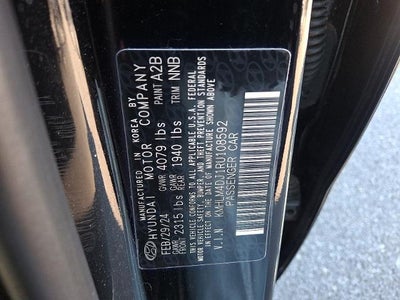 MANUFACTURED IN KOREA BY
HYUNDAI MOTOR COMPANY
FEB/29/24 GVWR 4079 lbs PAINT A2B
GAWR FRONT 2315 lbs GAWR REAR 1940 lbs TRIM NNB
THIS VEHICLE CONFORMS TO ALL APPLICABLE U.S.A. FEDERAL
MOTOR VEHICLE SAFETY, BUMPER, AND THEFT PREVENTION STANDARDS
IN EFFECT ON THE DATE OF MANUFACTURE SHOWN ABOVE
V.I.N KMHLM4DJ1RU108592
PASSENGER CAR